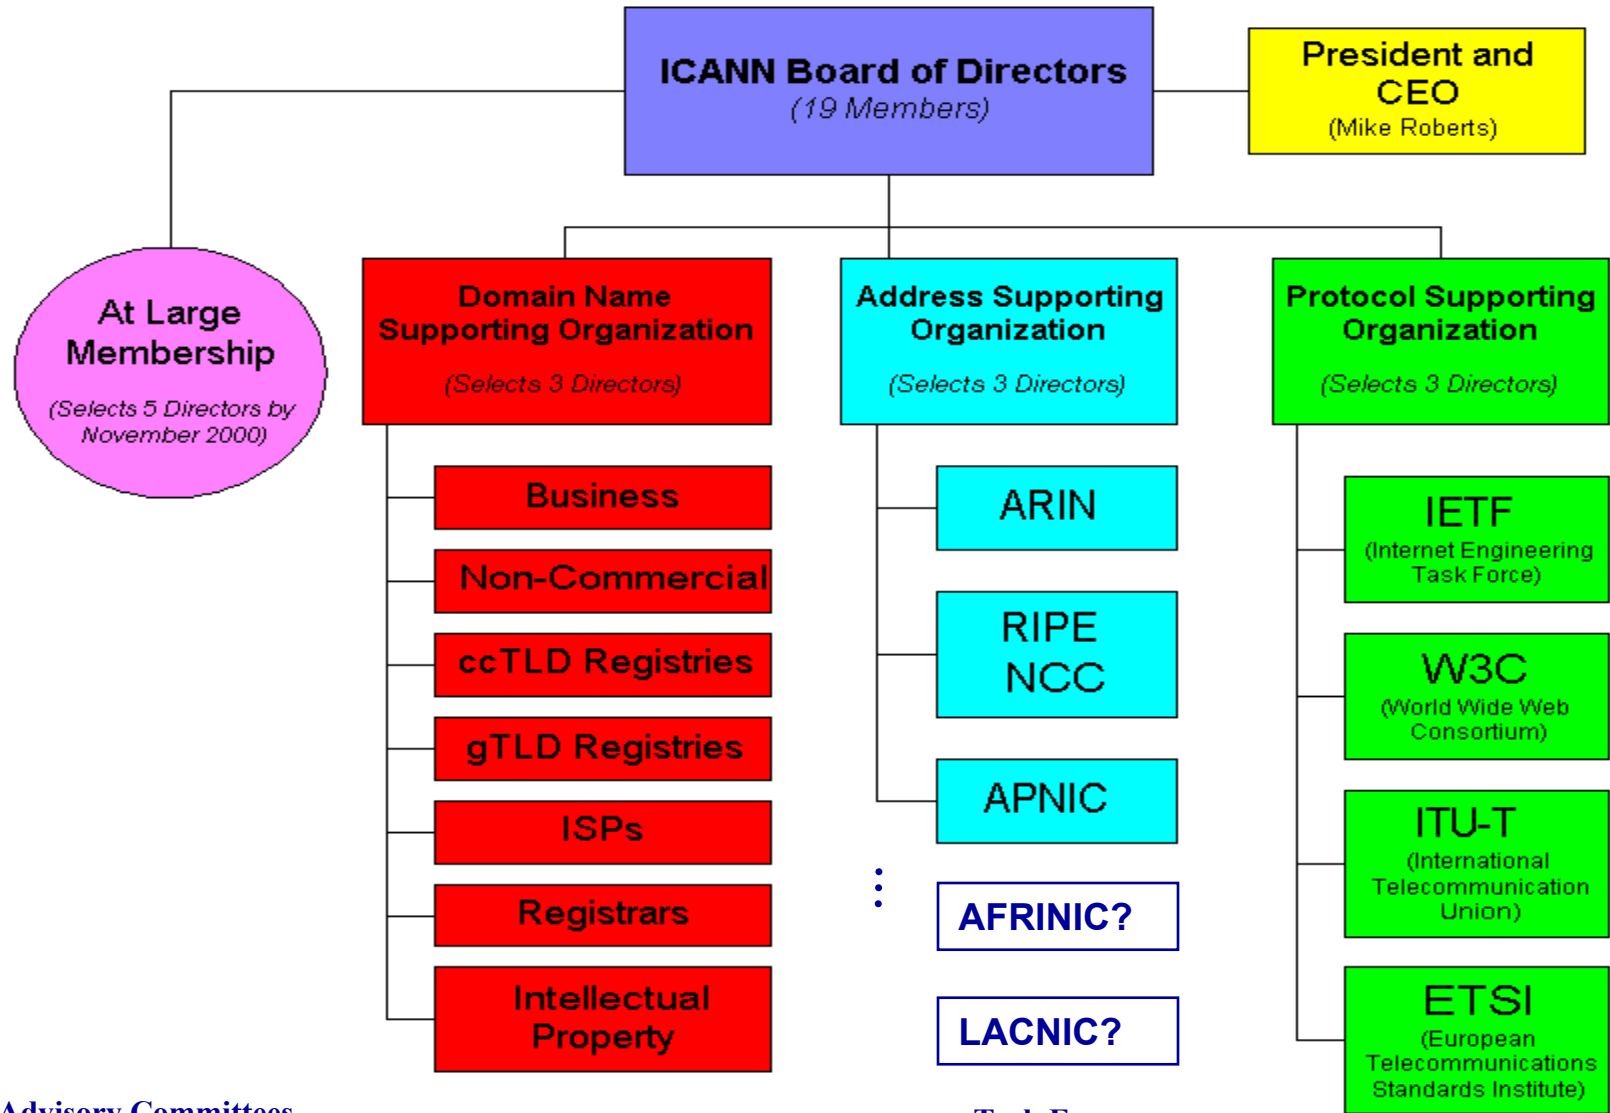 ICANN Board of Directors
(19 Members)
President and
CEO
(Mike Roberts)
At Large
Membership
(Selects 5 Directors by
November 2000)
Domain Name
Supporting Organization
(Selects 3 Directors)
Business
Non-Commercial
ccTLD Registries
gTLD Registries
ISPs
Registrars
Intellectual
Property
Address Supporting
Organization
(Selects 3 Directors)
ARIN
RIPE
NCC
APNIC
AFRINIC?
LACNIC?
Protocol Supporting
Organization
(Selects 3 Directors)
IETF
(Internet Engineering
Task Force)
W3C
(World Wide Web
Consortium)
ITU-T
(International
Telecommunication
Union)
ETSI
(European
Telecommunications
Standards Institute)
Advisory Committees